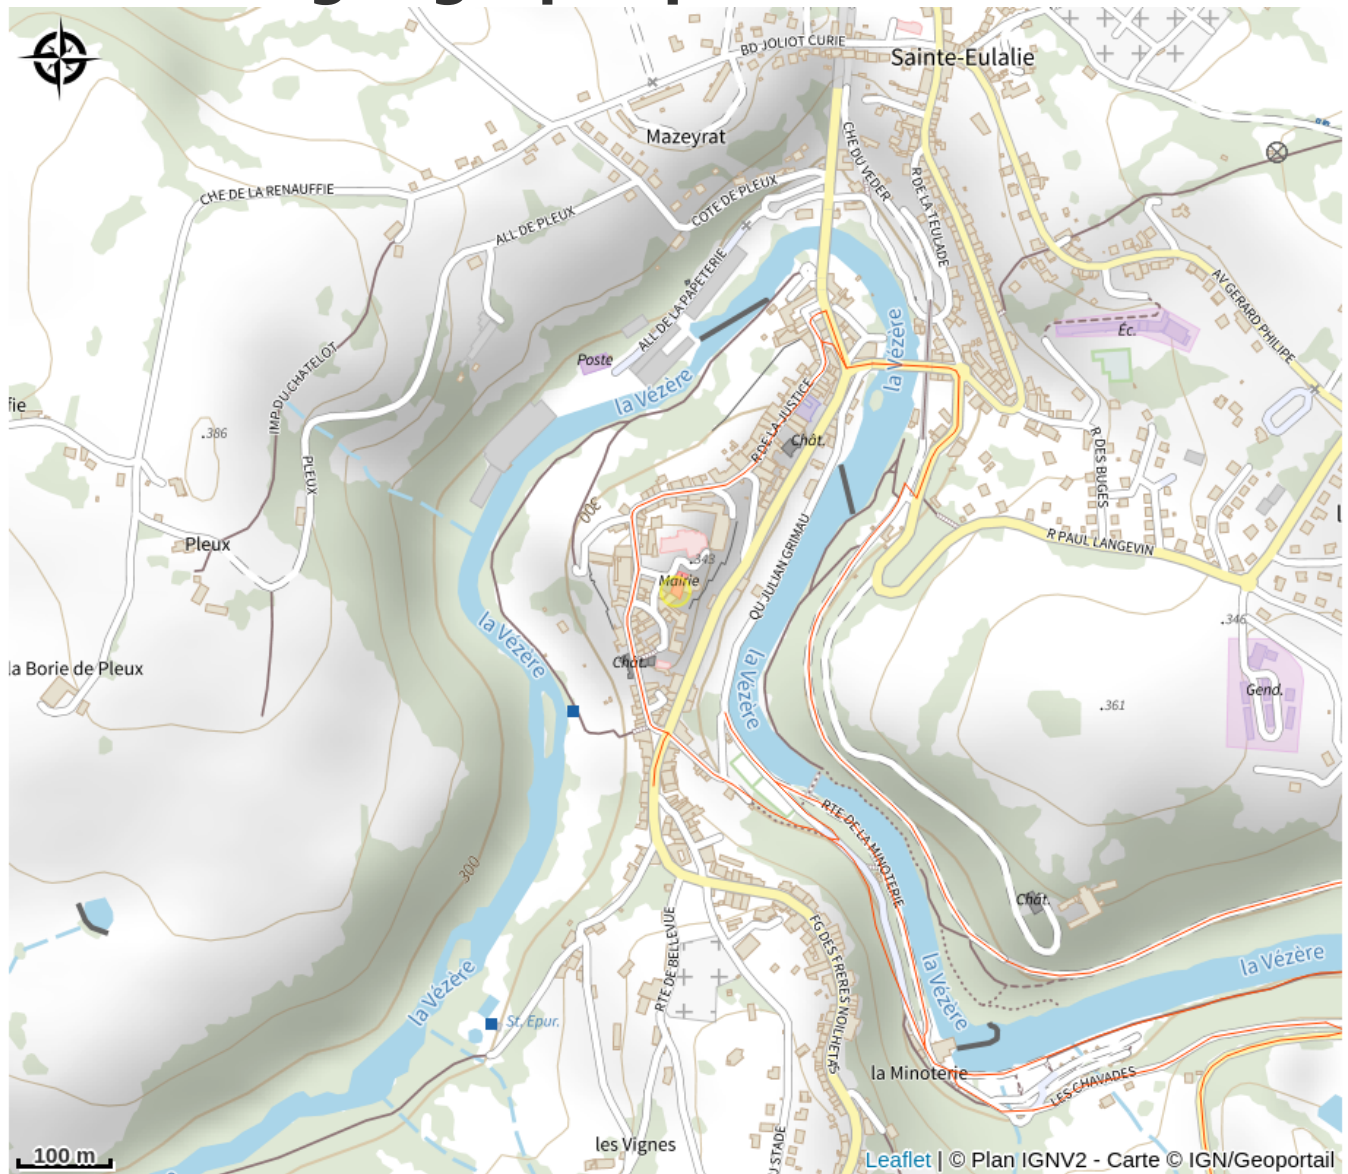 BD JOLIOT CURIE
Sainte-Eulalie
Mazeyrat
CHE DU VEDER
R DE LA TEULADE
CHE DE LA RENAUFFIE
COTE DE PLEUX
ALL DE PLEUX
ALL DE LA PAPETERIE
AV GERARD PHILIPE
Éc.
la Vézère
Poste
IMP DU CHATELOT
la Vézère
fie
.386
R DE LA JUSTICE
Chât.
R DES BUGES
PLEUX
300
QU JULIAN GRIMAU
R PAUL LANGEVIN
Pleux
.343
Mairie
.346
la Vézère
la Borie de Pleux
Chât.
la Vézère
Gend.
.361
RTE DE LA MINOTERIE
300
Chât.
RTE DE BELLEVUE
FG DES FRERES NOILHETAS
la Vézère
la Vézère
la Vézère
St. Epur.
la Minoterie
LES CHAVADES
les Vignes
U STADE
100 m
Leaflet | © Plan IGNV2 - Carte © IGN/Geoportail